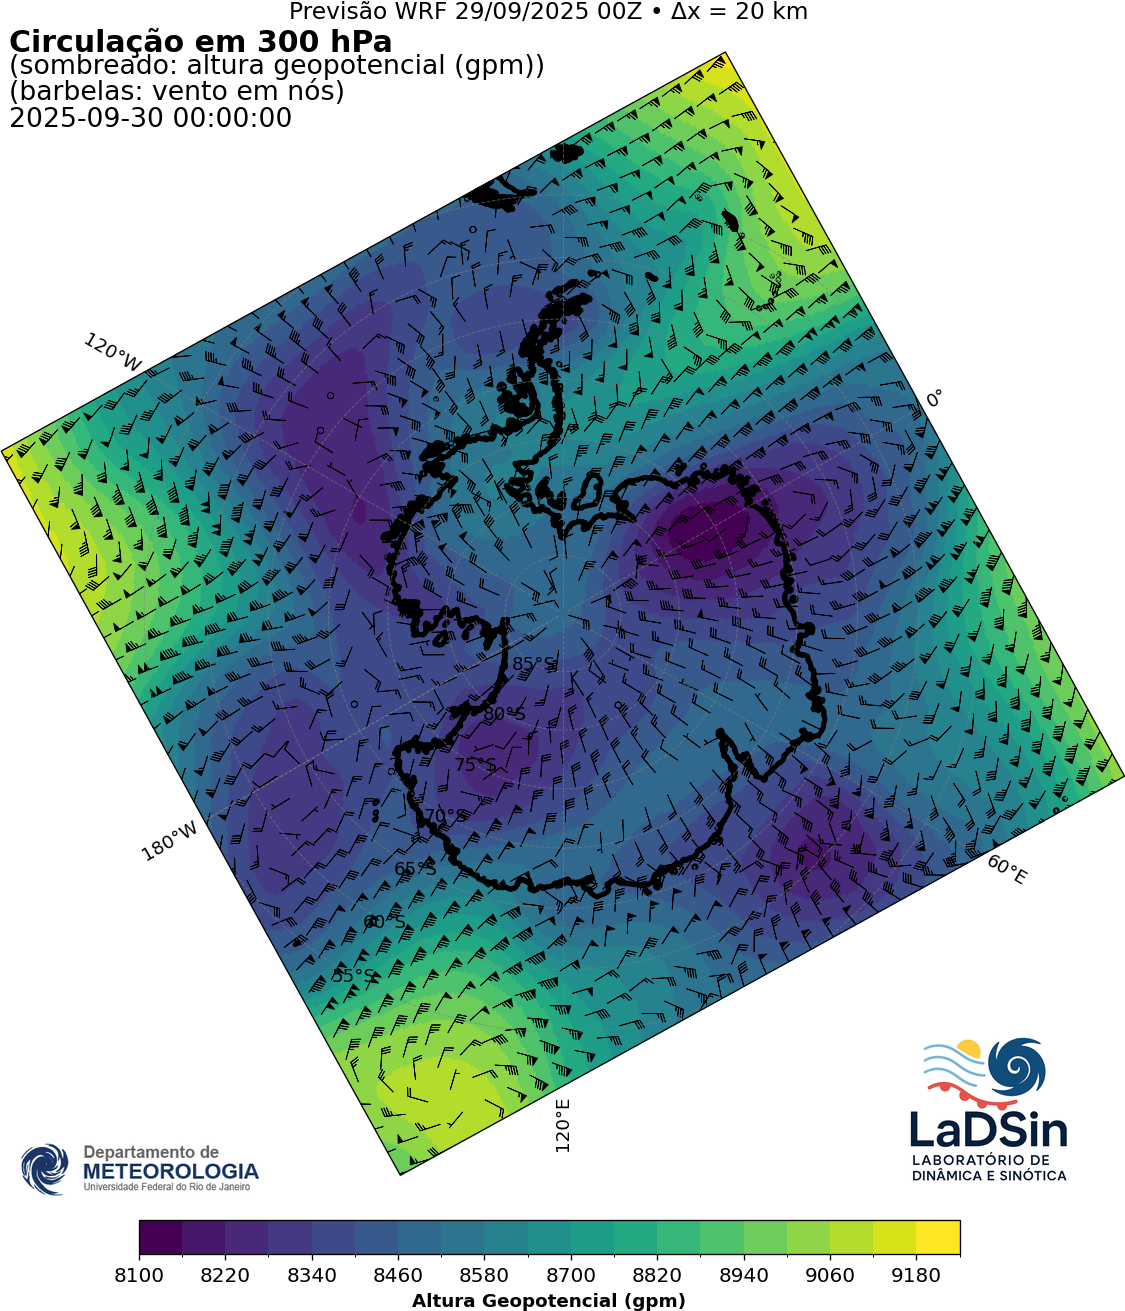 Previsão WRF 29/09/2025 00Z • Δx = 20 km
Circulação em 300 hPa
(sombreado: altura geopotencial (gpm))
(barbelas: vento em nós)
2025-09-30 00:00:00
120°W
0°
85°S
80°S
75°S
70°S
65°S
60°S
55°S
180°W
60°E
120°E
Departamento de
METEOROLOGIA
Universidade Federal do Rio de Janeiro
LaDSin
LABORATÓRIO DE
DINÂMICA E SINÓTICA
8100 8220 8340 8460 8580 8700 8820 8940 9060 9180
Altura Geopotencial (gpm)